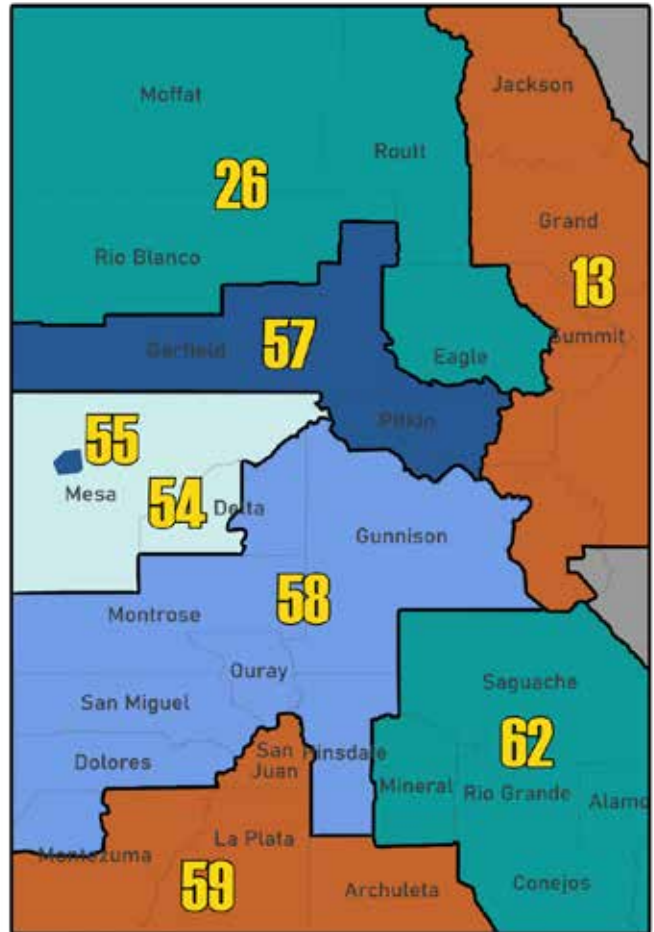 Jackson
Moffat
Routt
26
Grand
Rio Blanco
13
57
Garfield
Summit
Eagle
Pitkin
55
Mesa
54
Delta
Gunnison
58
Montrose
Ouray
Saguache
San Miguel
62
San
Juan
Hinsdale
Dolores
Mineral
Rio Grande
Alamo
La Plata
Montezuma
59
Archuleta
Conejos